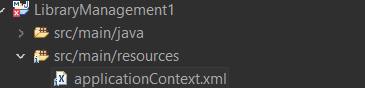 LibraryManagement1
src/main/java
src/main/resources
applicationContext.xml